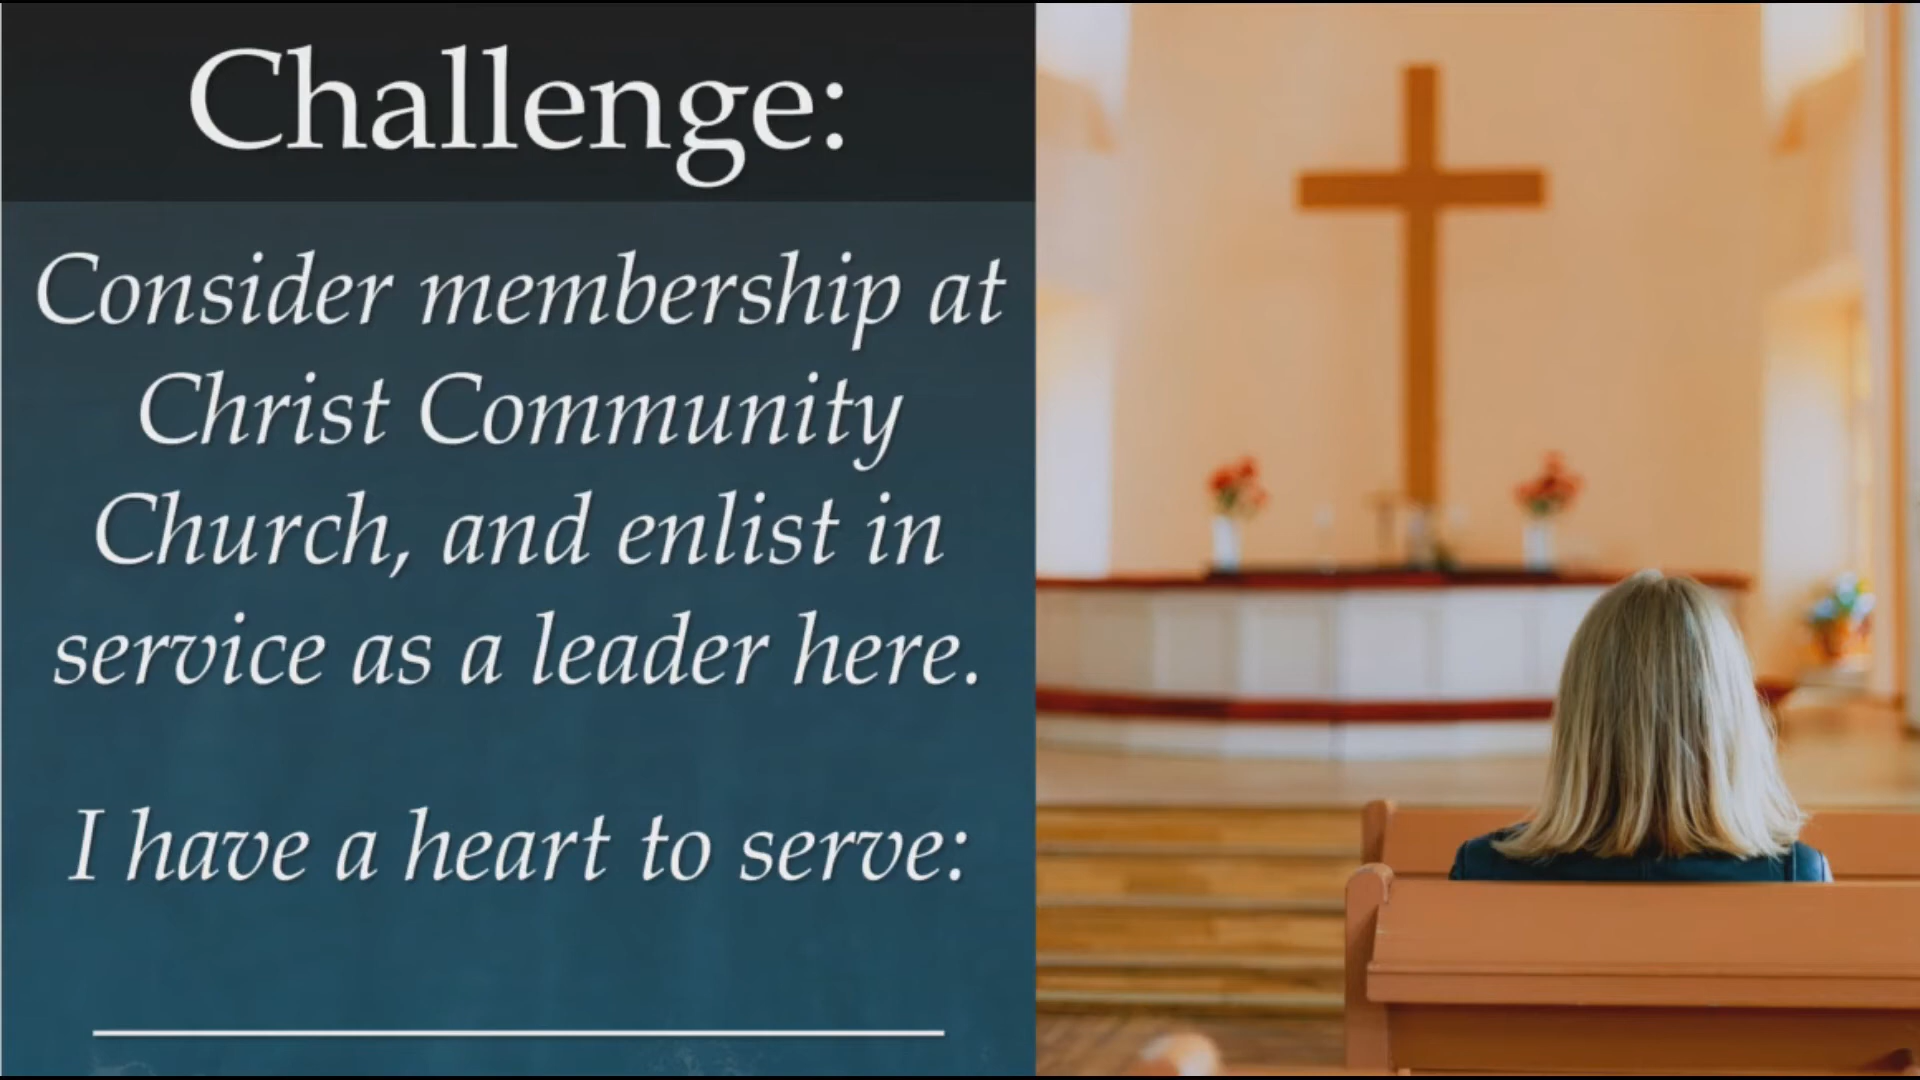 Challenge:
Consider membership at
Christ Community
Church, and enlist in
service as a leader here.
I have a heart to serve: